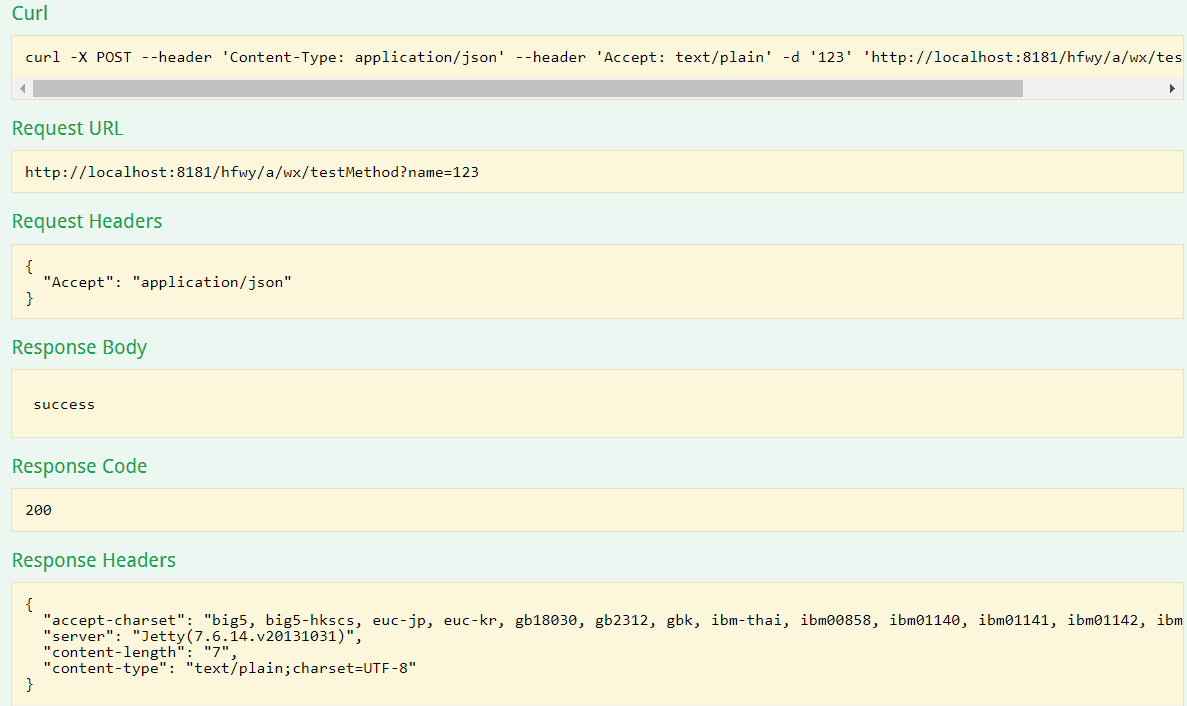 Curl
curl -X POST --header 'Content-Type: application/json' --header 'Accept: text/plain' -d '123' 'http://localhost:8181/hfwy/a/wx/tes
Request URL
http://localhost:8181/hfwy/a/wx/testMethod?name=123
Request Headers
{
  "Accept": "application/json"
}
Response Body
success
Response Code
200
Response Headers
{
  "accept-charset": "big5, big5-hkscs, euc-jp, euc-kr, gb18030, gb2312, gbk, ibm-thai, ibm00858, ibm01140, ibm01141, ibm01142, ibm
  "server": "Jetty(7.6.14.v20131031)",
  "content-length": "7",
  "content-type": "text/plain;charset=UTF-8"
}